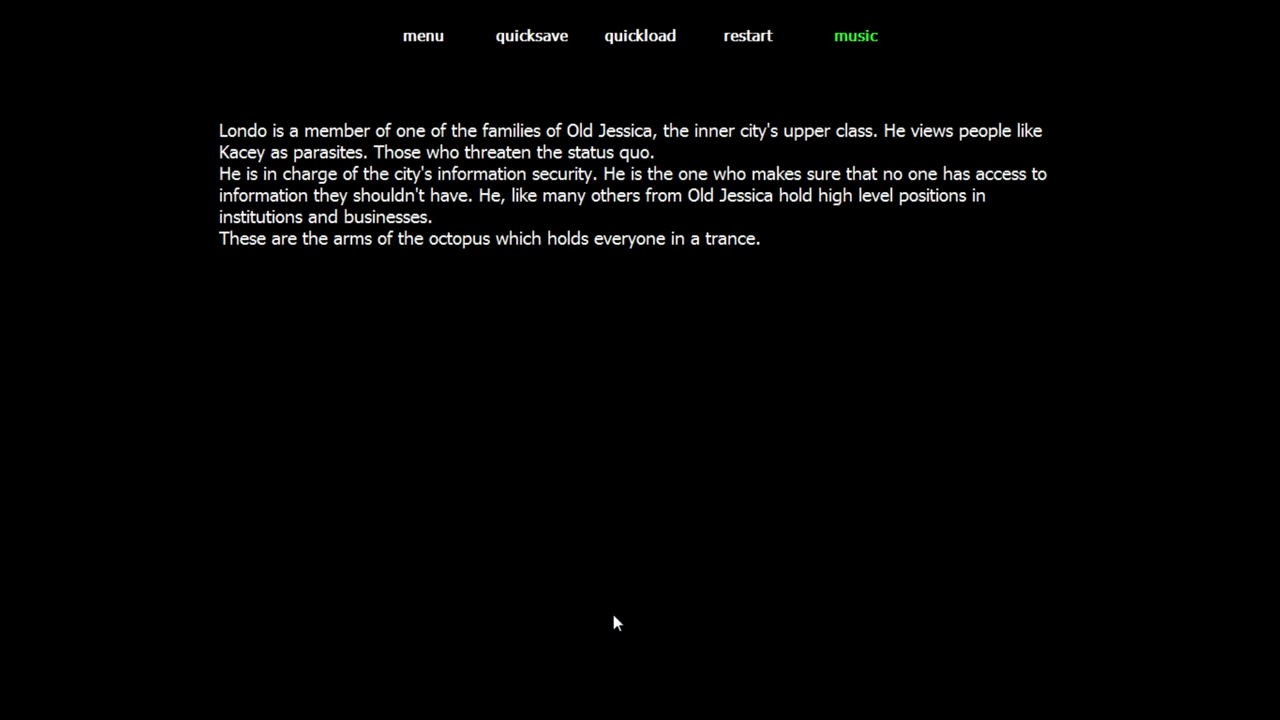 menu quicksave quickload restart music
Londo is a member of one of the families of Old Jessica, the inner city's upper class. He views people like
Kacey as parasites. Those who threaten the status quo.
He is in charge of the city's information security. He is the one who makes sure that no one has access to
information they shouldn't have. He, like many others from Old Jessica hold high level positions in
institutions and businesses.
These are the arms of the octopus which holds everyone in a trance.